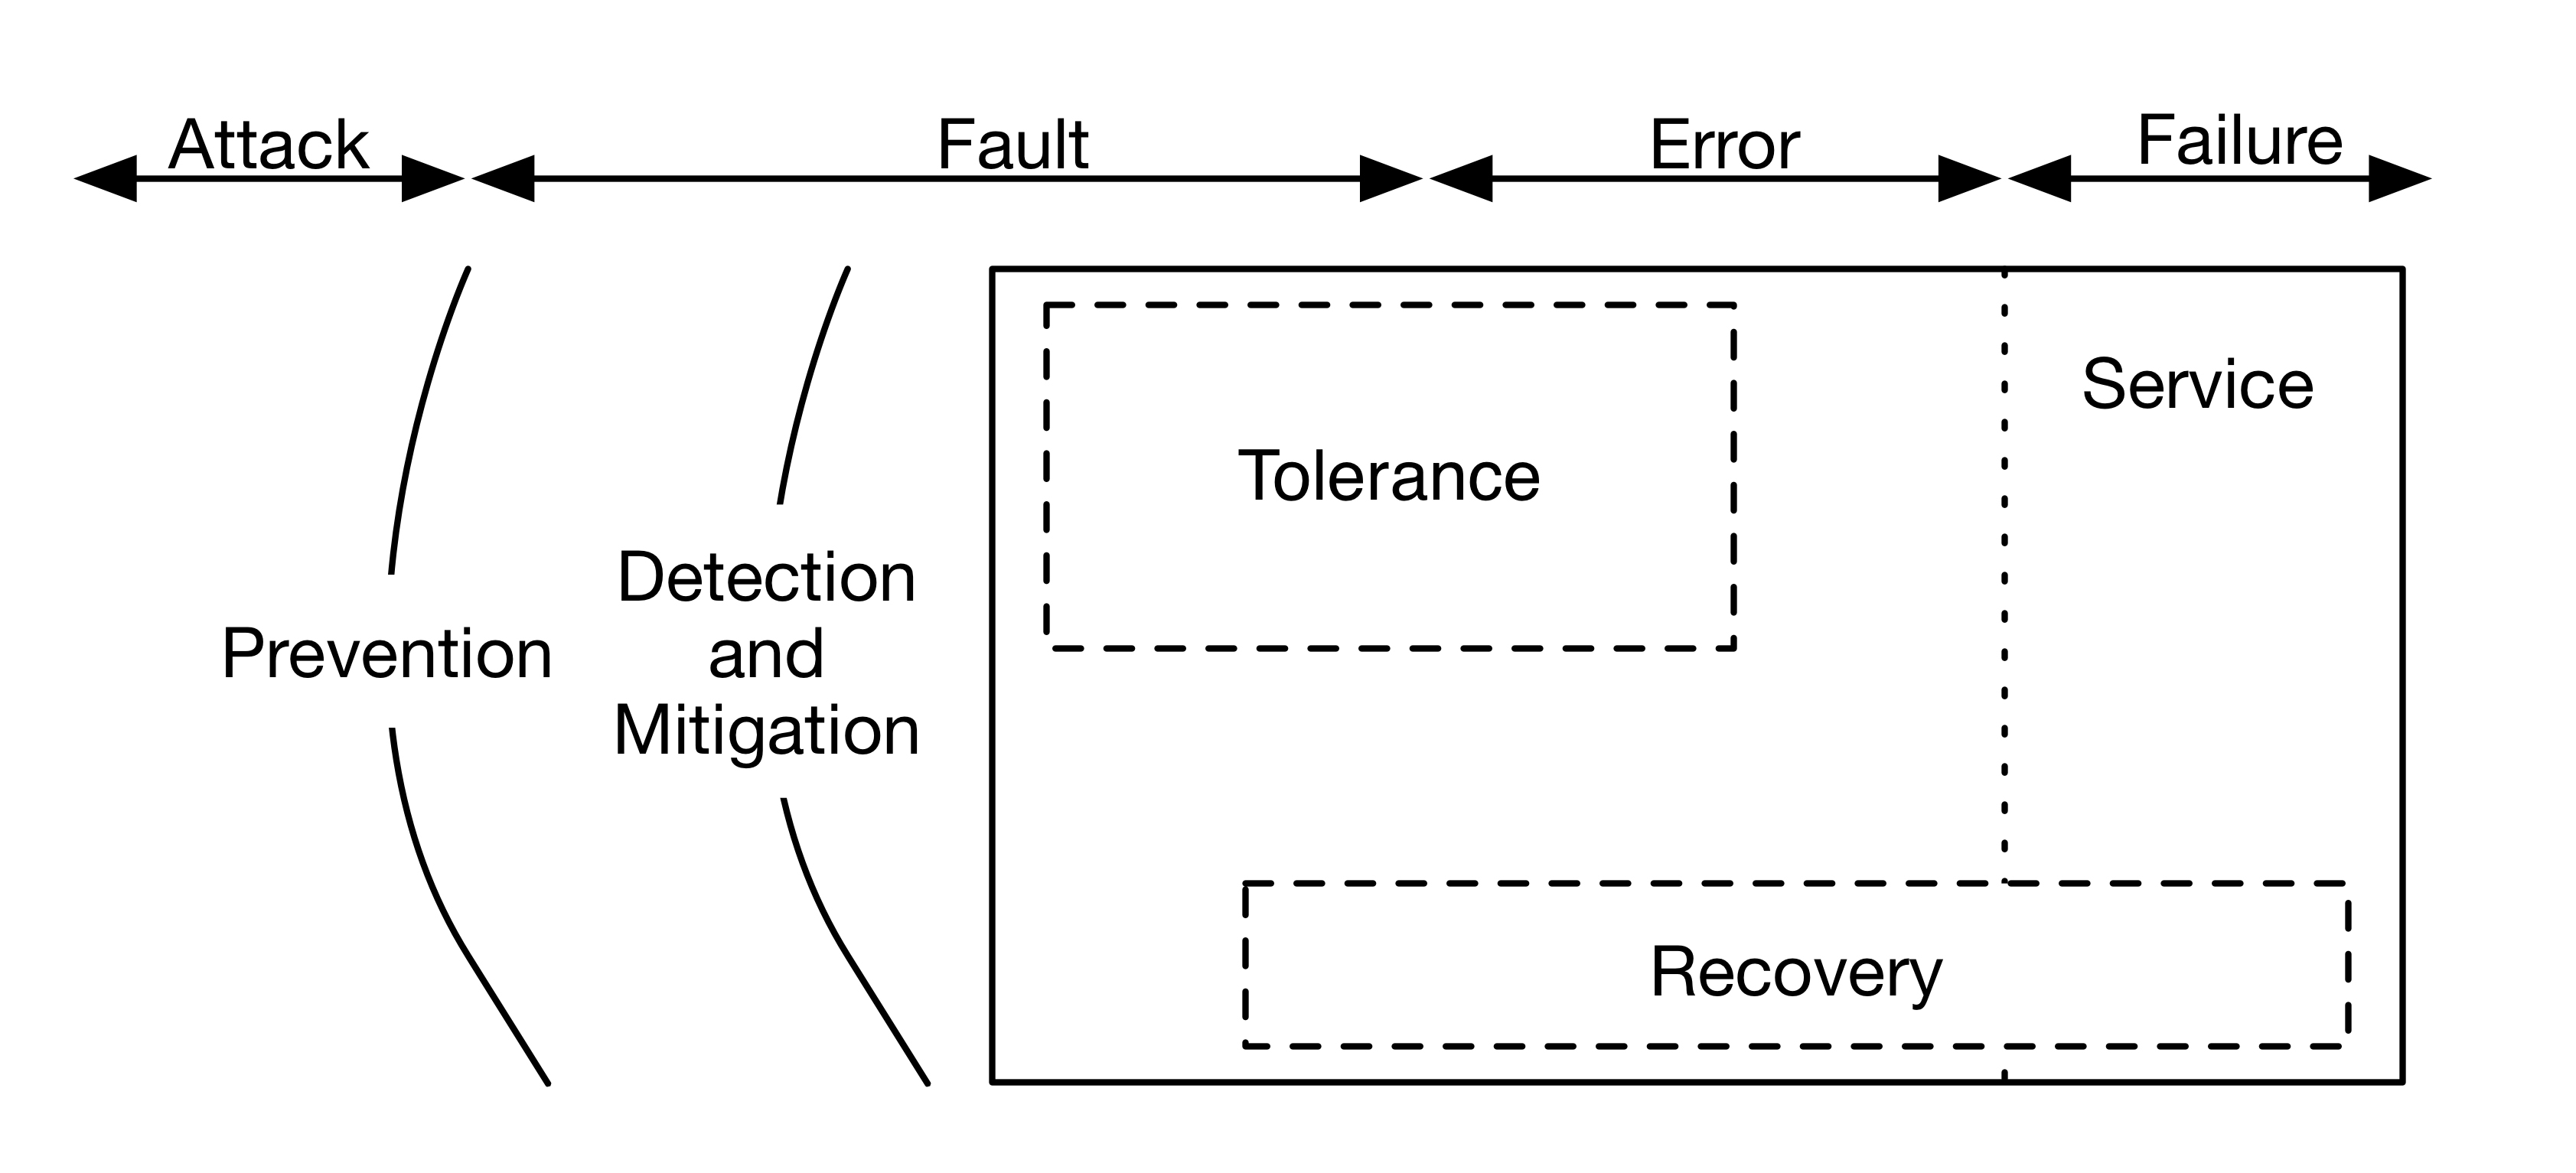 Attack
Fault
Error
Failure
Prevention
Detection
and
Mitigation
Tolerance
Service
Recovery